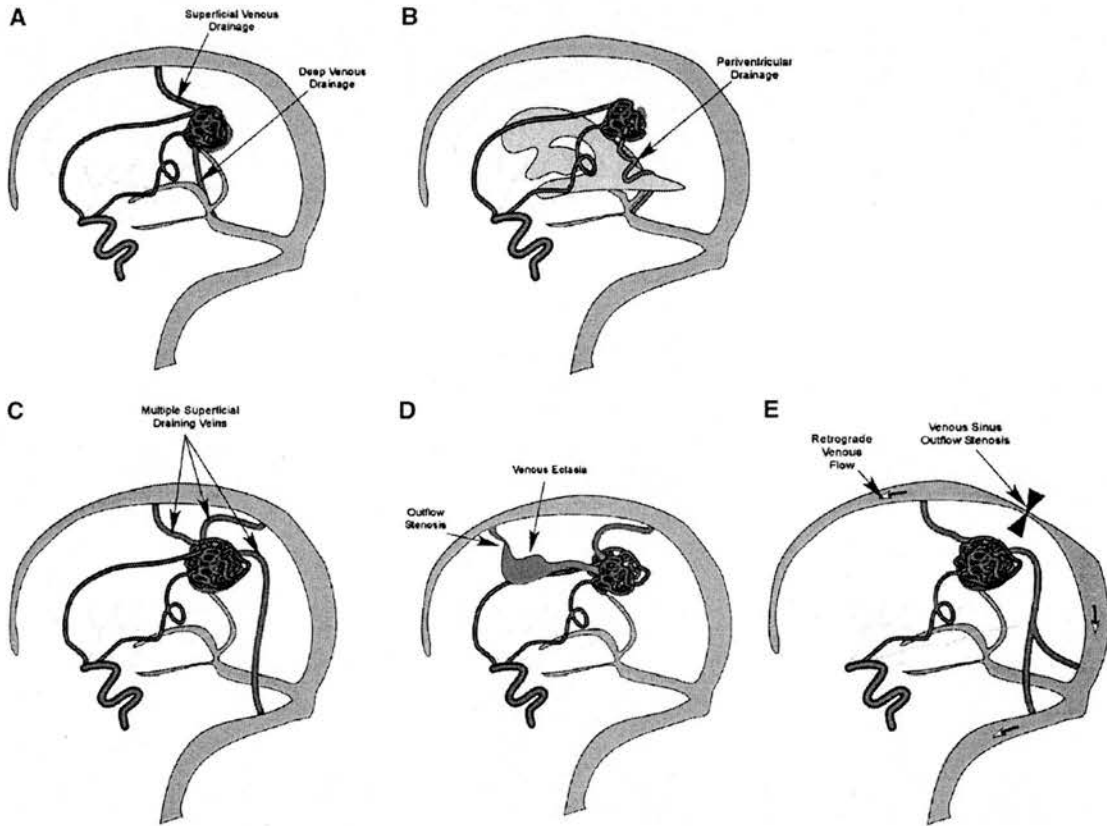 A
Superficial Venous
Drainage
Deep Venous
Drainage
B
Periventricular
Drainage
C
Multiple Superficial
Draining Veins
D
Venous Ectasia
Outflow
Stenosis
E
Retrograde
Venous
Flow
Venous Sinus
Outflow Stenosis